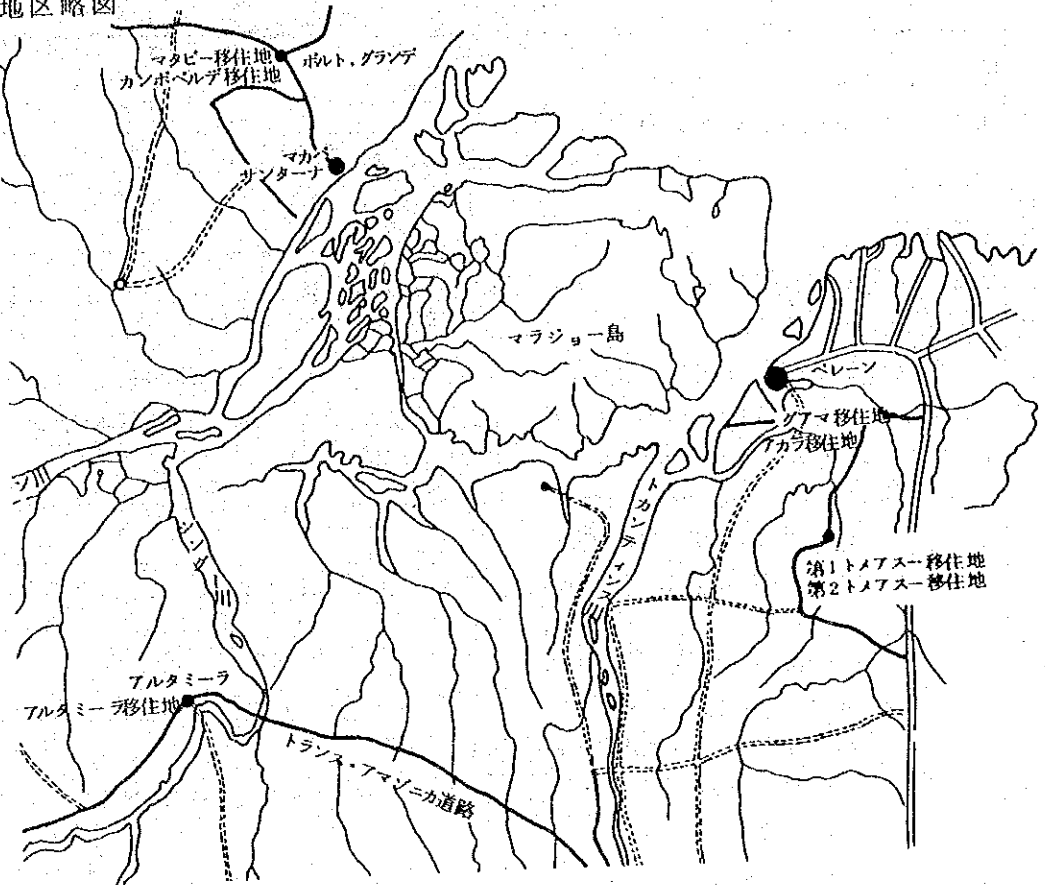 地区略図
マタピー移住地
カンポベルデ移住地
ポルト．グランデ
マカパ
サンターナ
マラジョー島
ベレーン
グアマ移住地
アカラ移住地
トカンティンス川
シングー川
第1トメアスー移住地
第2トメアスー移住地
アルタミーラ
アルタミーラ移住地
トランス・アマゾニカ道路